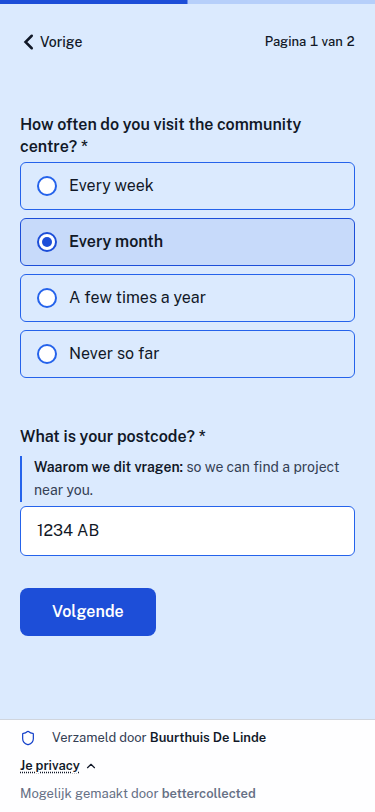 Vorige
Pagina 1 van 2
How often do you visit the community
centre? *
Every week
Every month
A few times a year
Never so far
What is your postcode? *
Waarom we dit vragen: so we can find a project
near you.
1234 AB
Volgende
Verzameld door Buurthuis De Linde
Je privacy
Mogelijk gemaakt door bettercollected